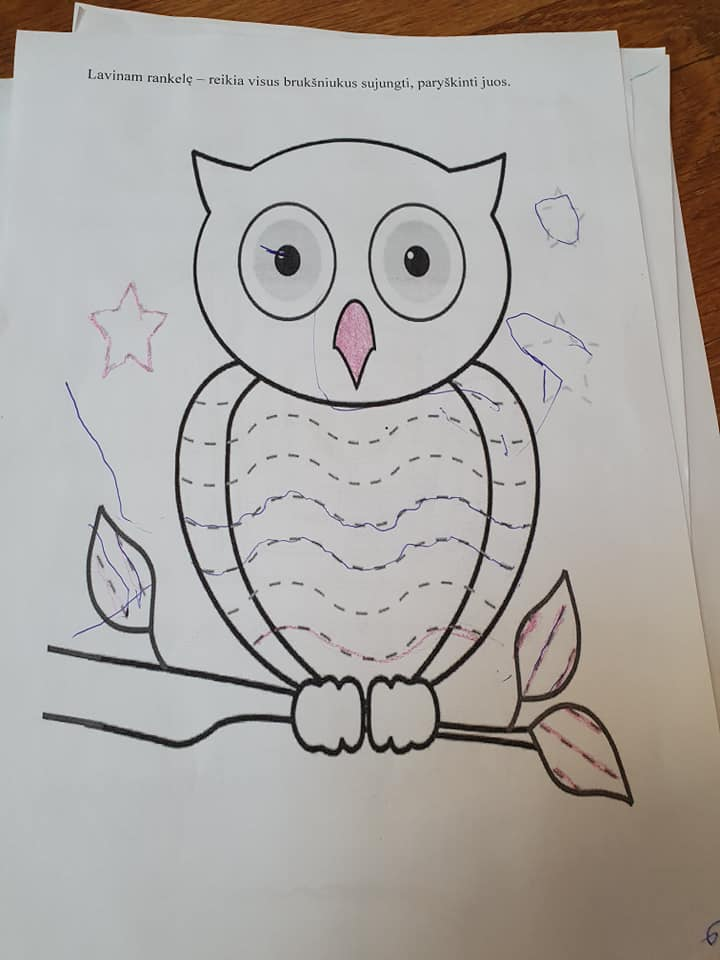 Lavinam rankelę – reikia visus brukšniukus sujungti, paryškinti juos.